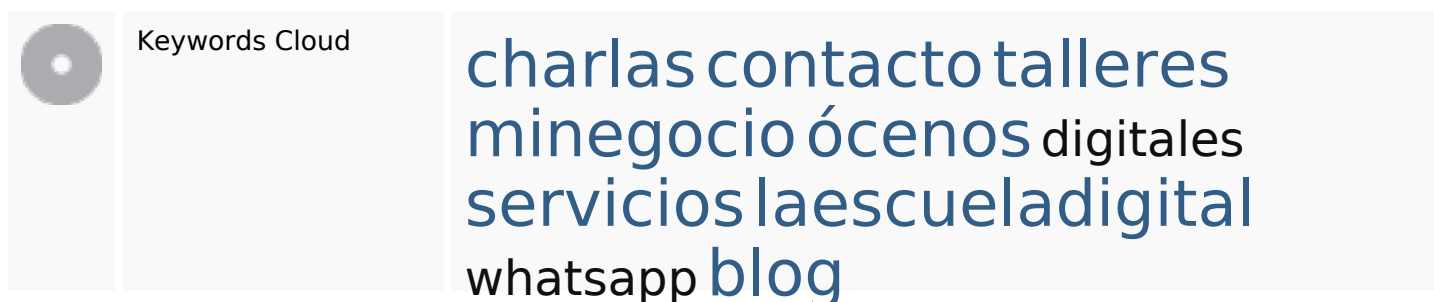 Keywords Cloud
charlas contacto talleres
minegocio ócenos digitales
servicios laescueladigital
whatsapp blog